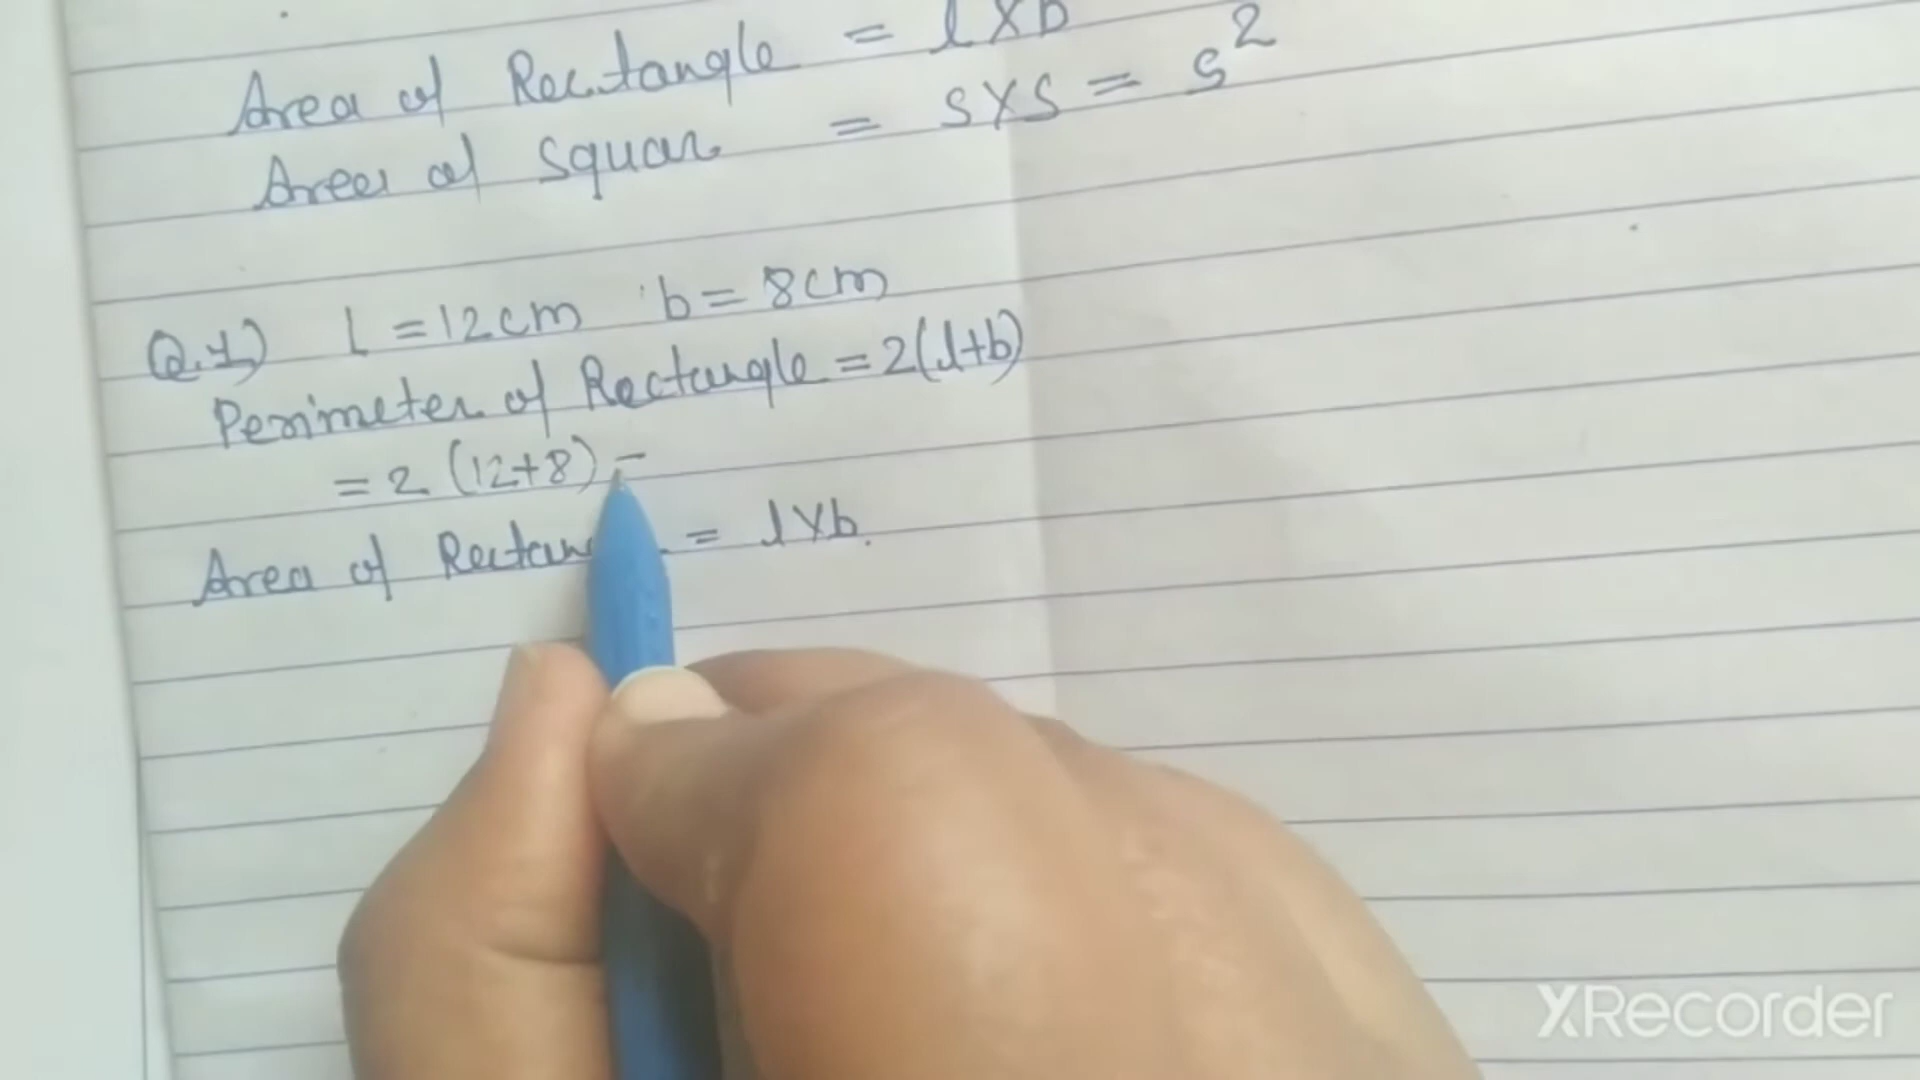 Area of Rectangle = l×b
Area of Squar = s×s = s²
Q.1) l = 12cm b = 8cm
Perimeter of Rectangle = 2(l+b)
= 2 (12+8) =
Area of Rectan = l×b.
XRecorder